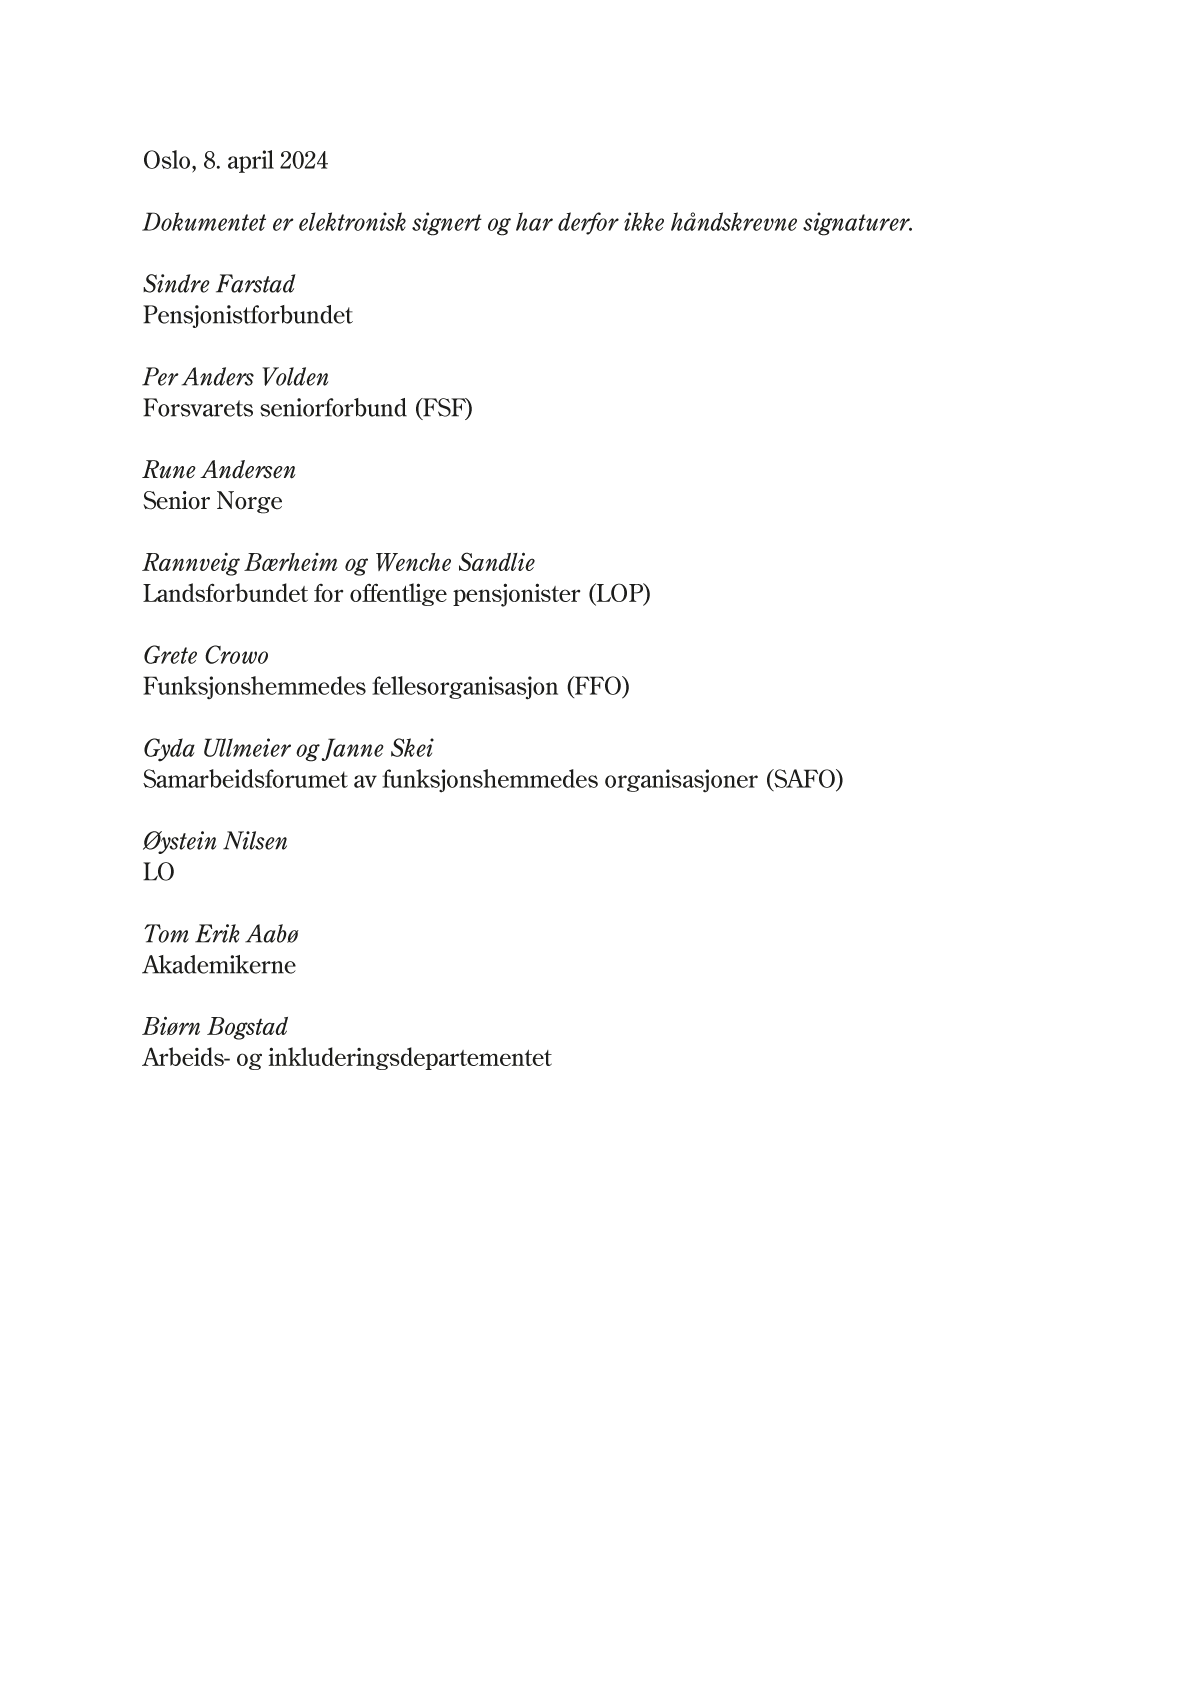 Oslo, 8. april 2024
Dokumentet er elektronisk signert og har derfor ikke håndskrevne signaturer.
Sindre Farstad
Pensjonistforbundet
Per Anders Volden
Forsvarets seniorforbund (FSF)
Rune Andersen
Senior Norge
Rannveig Bærheim og Wenche Sandlie
Landsforbundet for offentlige pensjonister (LOP)
Grete Crowo
Funksjonshemmedes fellesorganisasjon (FFO)
Gyda Ullmeier og Janne Skei
Samarbeidsforumet av funksjonshemmedes organisasjoner (SAFO)
Øystein Nilsen
LO
Tom Erik Aabø
Akademikerne
Biørn Bogstad
Arbeids- og inkluderingsdepartementet